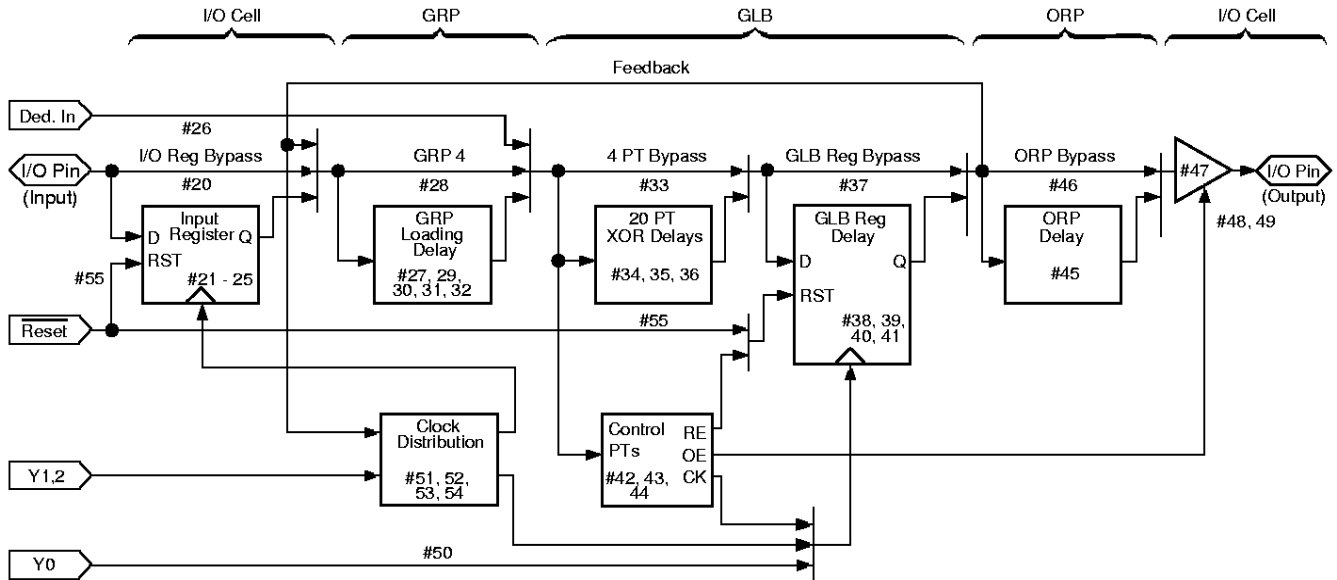 I/O Cell
GRP
GLB
ORP
I/O Cell
Feedback
Ded. In
#26
I/O Reg Bypass
GRP 4
4 PT Bypass
GLB Reg Bypass
ORP Bypass
#47
I/O Pin
(Input)
#20
#28
#33
#37
#46
I/O Pin
(Output)
Input
Register
D
Q
RST
#21 - 25
GRP
Loading
Delay
#27, 29,
30, 31, 32
20 PT
XOR Delays
#34, 35, 36
GLB Reg
Delay
D
Q
RST
#38, 39,
40, 41
ORP
Delay
#45
#48, 49
#55
Reset
#55
Clock
Distribution
#51, 52,
53, 54
Control
PTs
RE
OE
CK
#42, 43,
44
Y1,2
Y0
#50